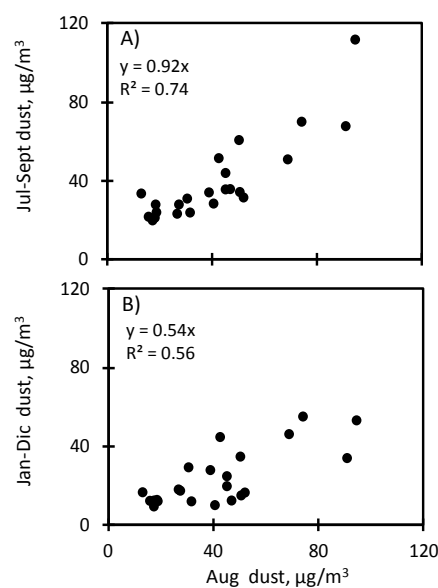 120
A)
y = 0.92x
R² = 0.74
80
40
0
Jul-Sept dust, µg/m³
120
B)
y = 0.54x
R² = 0.56
80
40
0
Jan-Dic dust, µg/m³
0 40 80 120
Aug dust, µg/m³